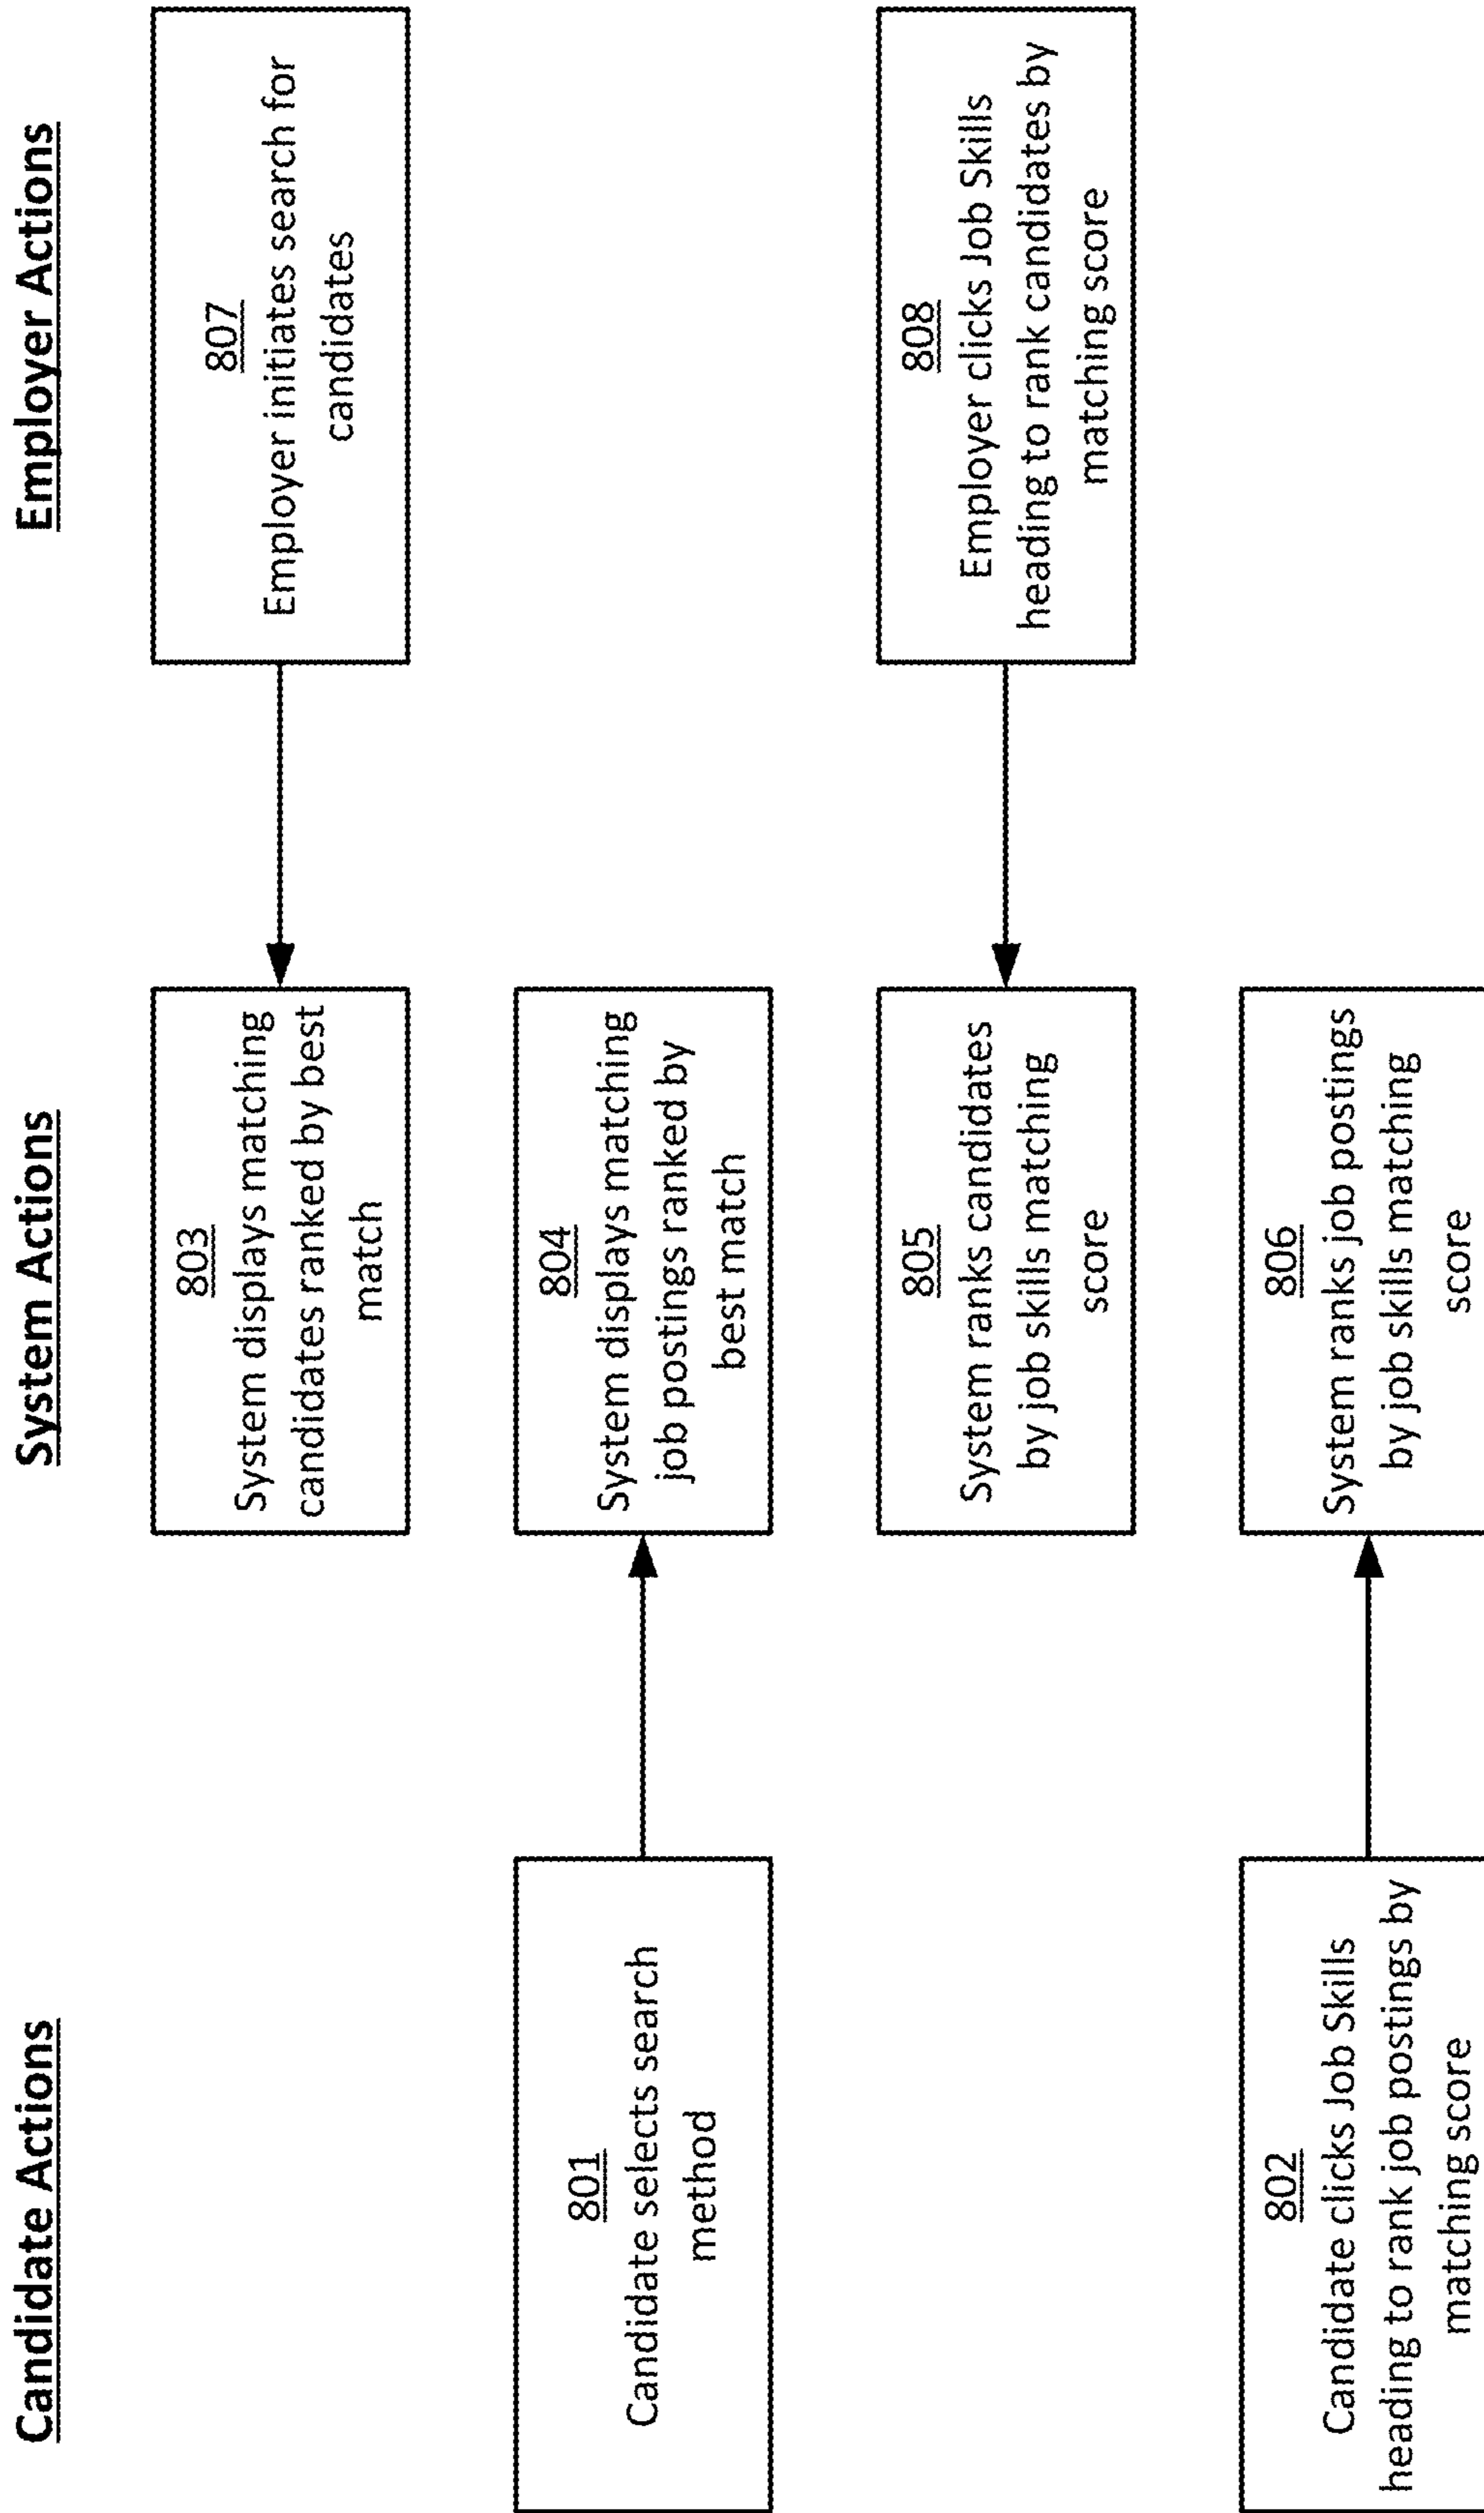 Candidate Actions
System Actions
Employer Actions
803
System displays matching
candidates ranked by best
match
807
Employer initiates search for
candidates
801
Candidate selects search
method
804
System displays matching
job postings ranked by
best match
805
System ranks candidates
by job skills matching
score
808
Employer clicks Job Skills
heading to rank candidates by
matching score
802
Candidate clicks Job Skills
heading to rank job postings by
matching score
806
System ranks job postings
by job skills matching
score